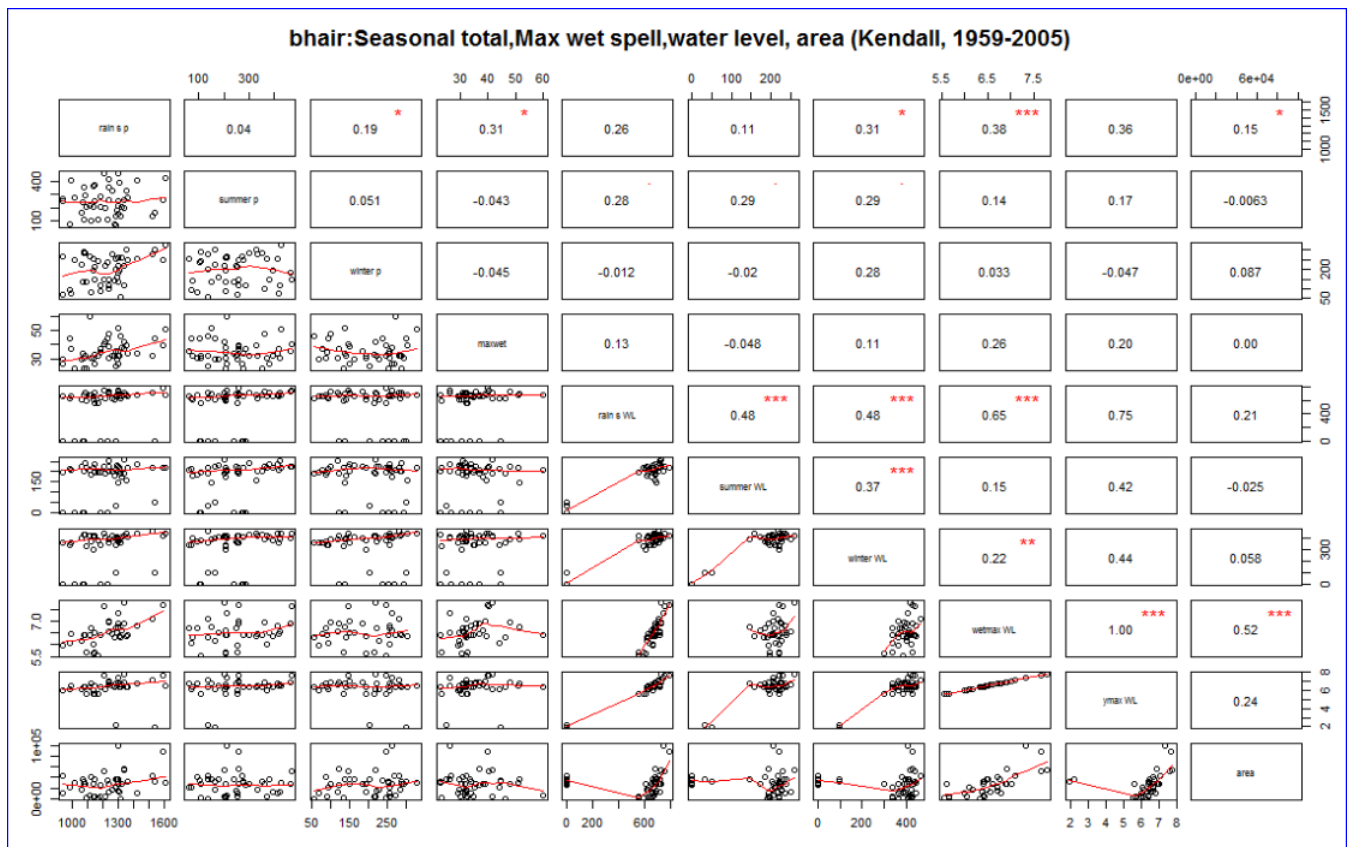 bhair:Seasonal total,Max wet spell,water level, area (Kendall, 1959-2005)
100 300 30 40 50 60 0 100 200 5.5 6.5 7.5 0e+00 6e+04
rain s p 0.04 0.19 * 0.31 * 0.26 0.11 0.31 * 0.38 *** 0.36 0.15 * 1000 1500
100 400 summer p 0.051 -0.043 0.28 . 0.29 . 0.29 . 0.14 0.17 -0.0063
winter p -0.045 -0.012 -0.02 0.28 0.033 -0.047 0.087 50 200
30 50 maxwet 0.13 -0.048 0.11 0.26 0.20 0.00
rain s WL 0.48 *** 0.48 *** 0.65 *** 0.75 0.21 0 400
0 150 summer WL 0.37 *** 0.15 0.42 -0.025
winter WL 0.22 ** 0.44 0.058 0 300
5.5 7.0 wetmax WL 1.00 *** 0.52 ***
ymax WL 0.24 2 4 6 8
0e+00 1e+05 area
1000 1300 1600 50 150 250 0 200 600 0 200 400 2 3 4 5 6 7 8